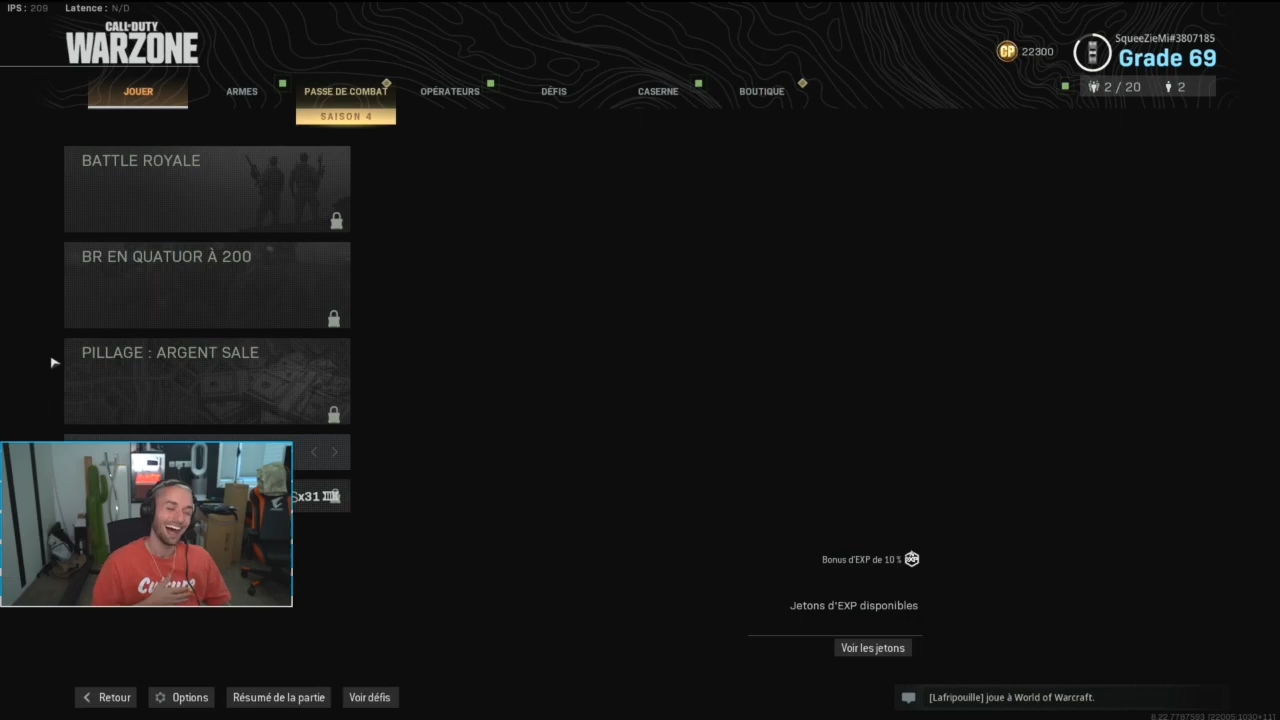 IPS : 209 Latence : N/D
CALL·DUTY
WARZONE
22300
SqueeZieMi#3807185
Grade 69
2 / 20 2
JOUER ARMES PASSE DE COMBAT OPÉRATEURS DÉFIS CASERNE BOUTIQUE
SAISON 4
BATTLE ROYALE
BR EN QUATUOR À 200
PILLAGE : ARGENT SALE
x31
Culture
Bonus d'EXP de 10 %
Jetons d'EXP disponibles
Voir les jetons
Retour Options Résumé de la partie Voir défis
[Lafripouille] joue à World of Warcraft.